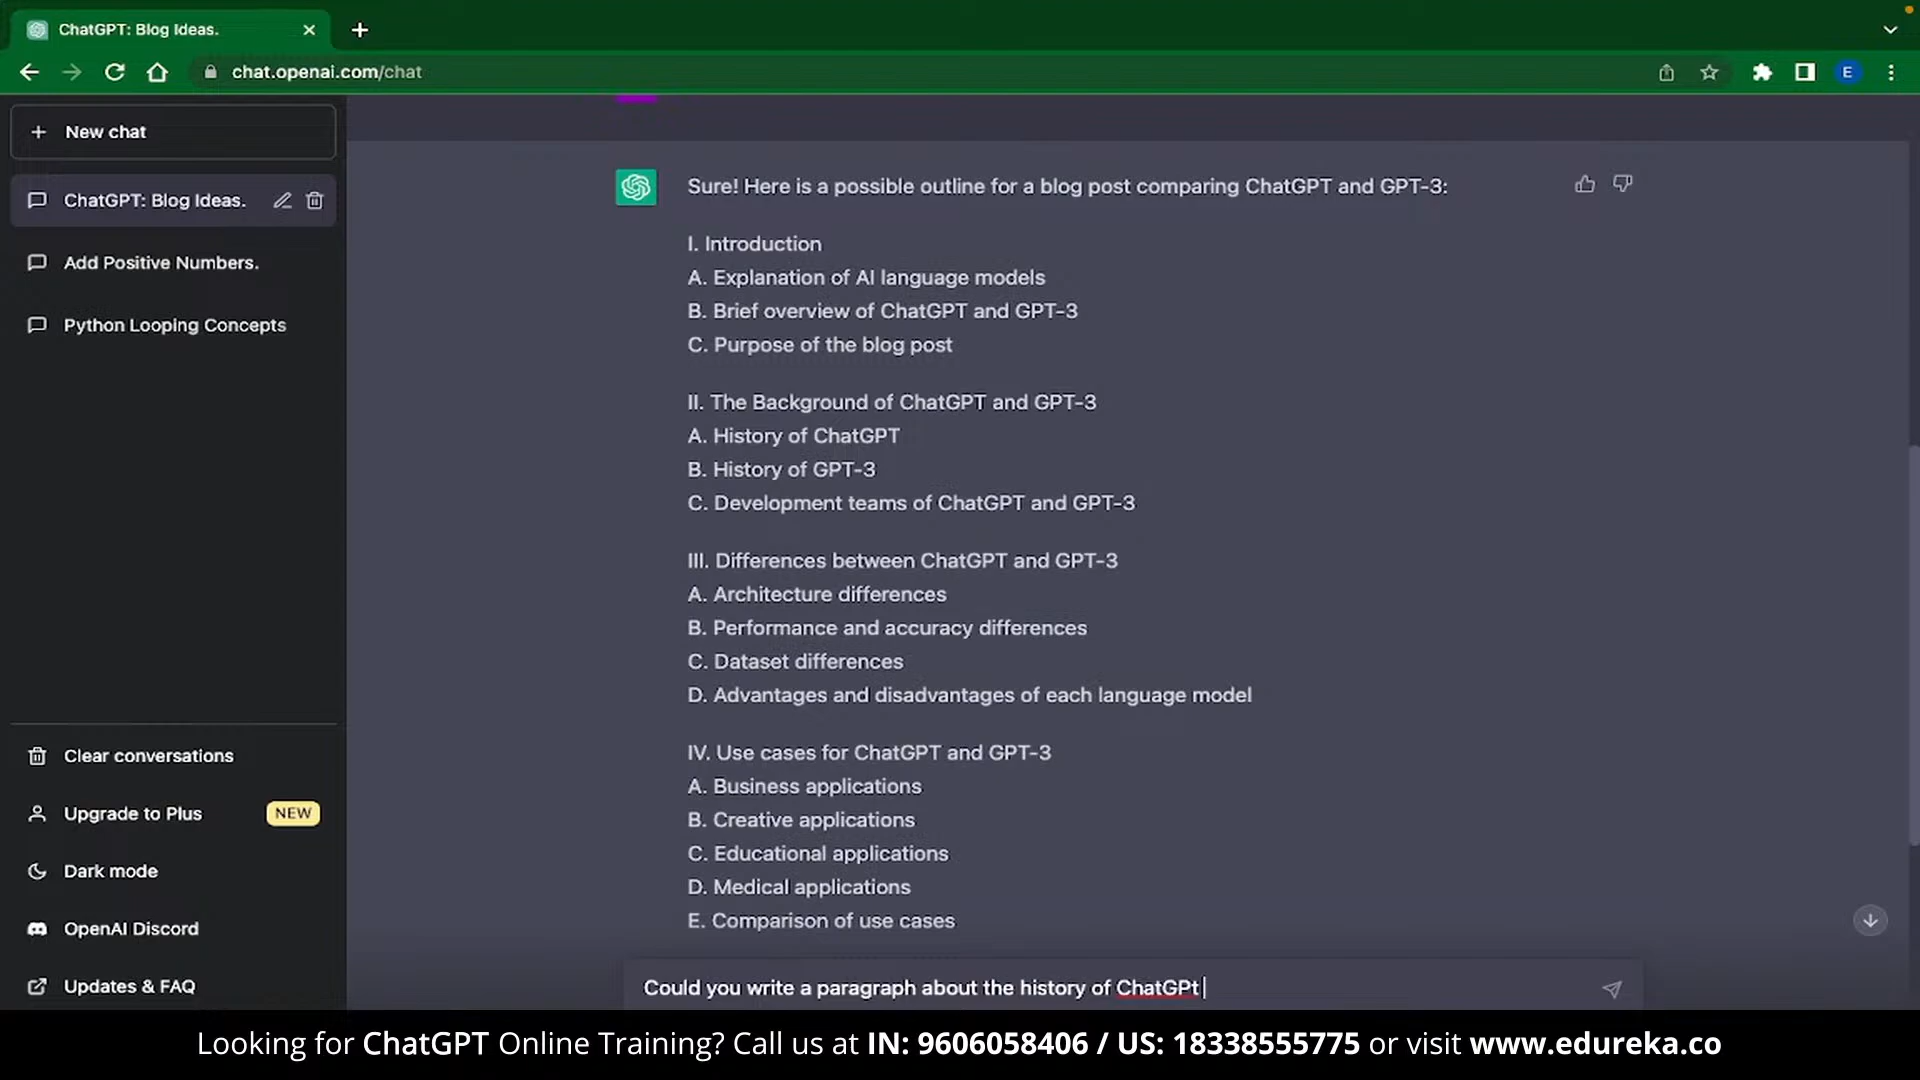 ChatGPT: Blog Ideas.
chat.openai.com/chat
E
New chat
ChatGPT: Blog Ideas.
Add Positive Numbers.
Python Looping Concepts
Clear conversations
Upgrade to Plus NEW
Dark mode
OpenAI Discord
Updates & FAQ
Sure! Here is a possible outline for a blog post comparing ChatGPT and GPT-3:
I. Introduction
A. Explanation of AI language models
B. Brief overview of ChatGPT and GPT-3
C. Purpose of the blog post
II. The Background of ChatGPT and GPT-3
A. History of ChatGPT
B. History of GPT-3
C. Development teams of ChatGPT and GPT-3
III. Differences between ChatGPT and GPT-3
A. Architecture differences
B. Performance and accuracy differences
C. Dataset differences
D. Advantages and disadvantages of each language model
IV. Use cases for ChatGPT and GPT-3
A. Business applications
B. Creative applications
C. Educational applications
D. Medical applications
E. Comparison of use cases
Could you write a paragraph about the history of ChatGPt
Looking for ChatGPT Online Training? Call us at IN: 9606058406 / US: 18338555775 or visit www.edureka.co